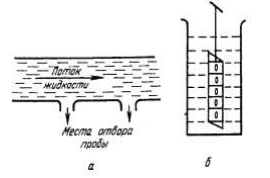 Поток
жидкости
Места отбора
пробы
а
б